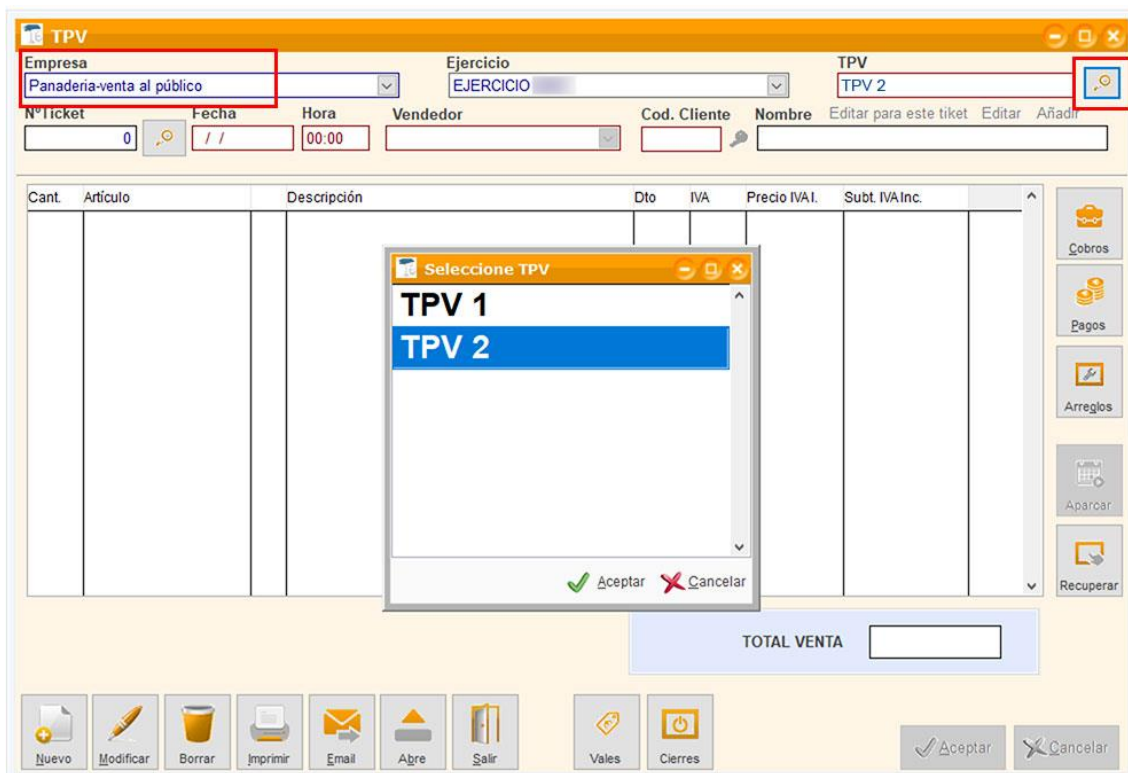 TPV
Empresa Ejercicio TPV
Panaderia-venta al público EJERCICIO TPV 2
NºTicket Fecha Hora Vendedor Cod. Cliente Nombre Editar para este tiket Editar Añadir
0 / / 00:00
Cant. Artículo Descripción Dto IVA Precio IVA I. Subt. IVA Inc.
Cobros
Pagos
Arreglos
Aparcar
Recuperar
Seleccione TPV
TPV 1
TPV 2
Aceptar Cancelar
TOTAL VENTA
Nuevo Modificar Borrar Imprimir Email Abre Salir Vales Cierres Aceptar Cancelar